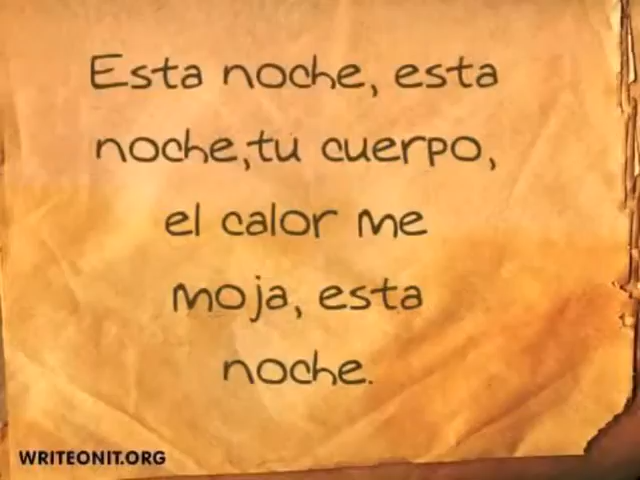 Esta noche, esta
noche,tu cuerpo,
el calor me
moja, esta
noche.
WRITEONIT.ORG